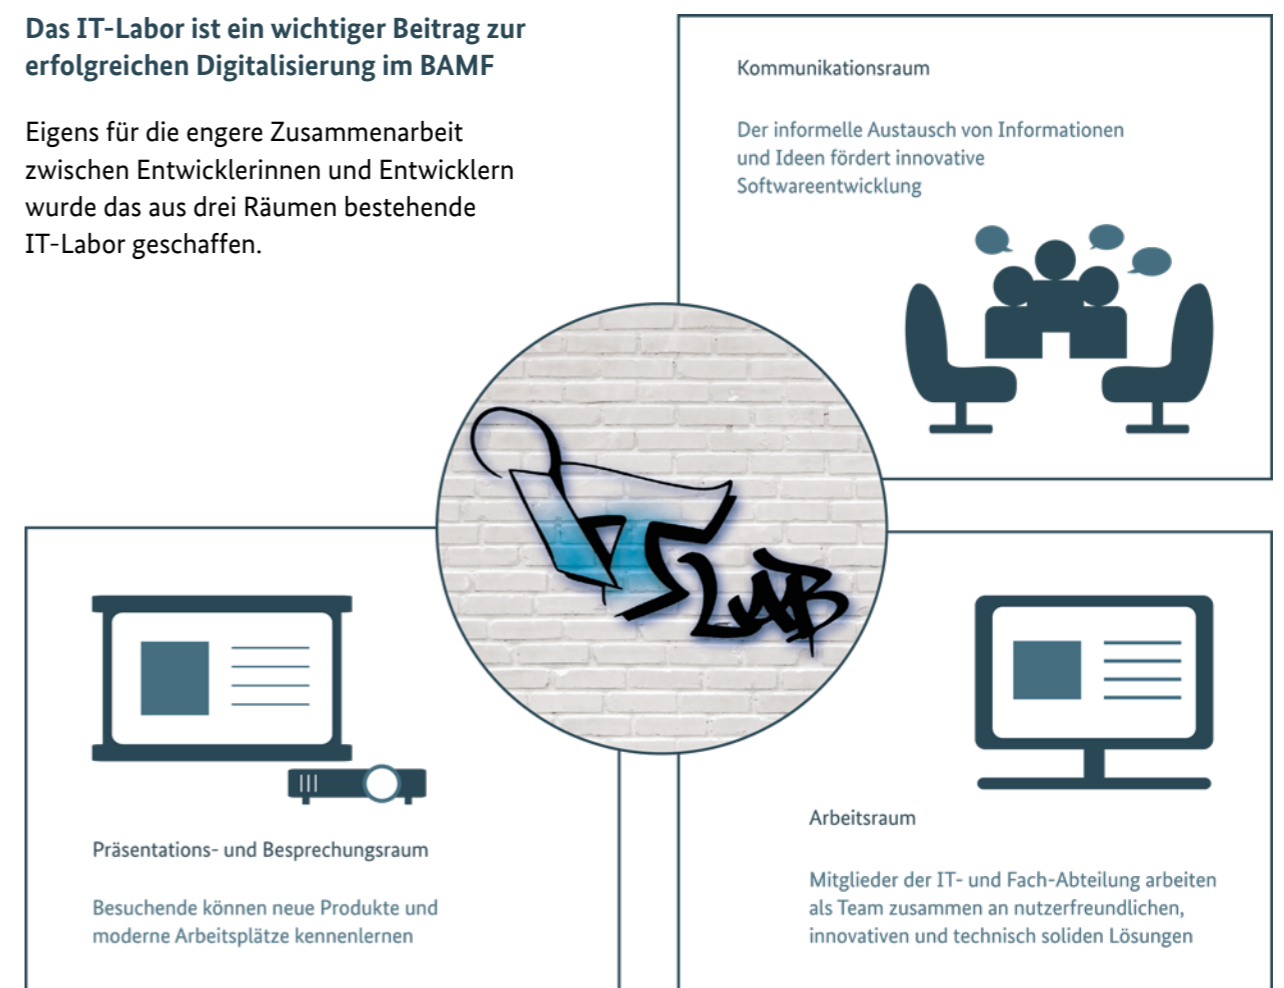 Das IT-Labor ist ein wichtiger Beitrag zur
erfolgreichen Digitalisierung im BAMF
Eigens für die engere Zusammenarbeit
zwischen Entwicklerinnen und Entwicklern
wurde das aus drei Räumen bestehende
IT-Labor geschaffen.
Kommunikationsraum
Der informelle Austausch von Informationen
und Ideen fördert innovative
Softwareentwicklung
IT
LAB
Präsentations- und Besprechungsraum
Besuchende können neue Produkte und
moderne Arbeitsplätze kennenlernen
Arbeitsraum
Mitglieder der IT- und Fach-Abteilung arbeiten
als Team zusammen an nutzerfreundlichen,
innovativen und technisch soliden Lösungen